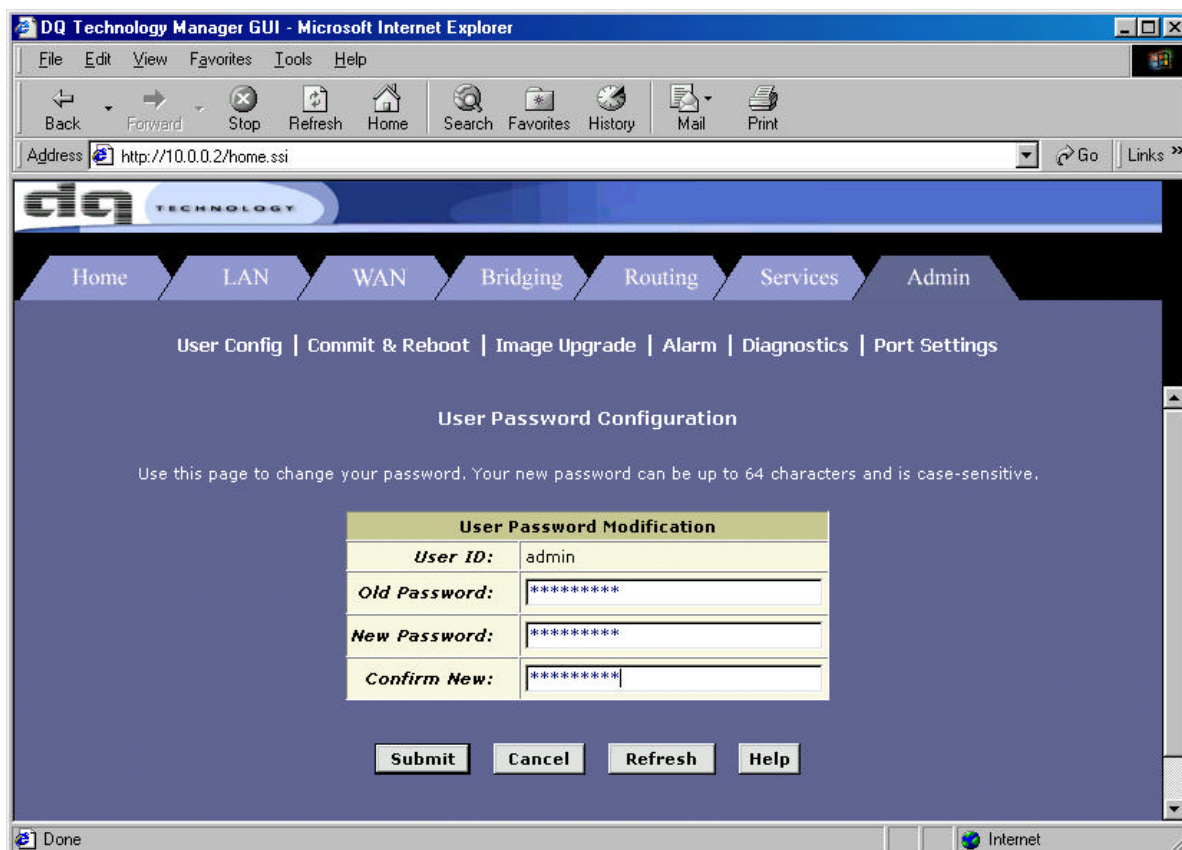 DQ Technology Manager GUI - Microsoft Internet Explorer
File Edit View Favorites Tools Help
Back Forward Stop Refresh Home Search Favorites History Mail Print
Address http://10.0.0.2/home.ssi Go Links »
dq TECHNOLOGY
Home LAN WAN Bridging Routing Services Admin
User Config | Commit & Reboot | Image Upgrade | Alarm | Diagnostics | Port Settings
User Password Configuration
Use this page to change your password. Your new password can be up to 64 characters and is case-sensitive.
User Password Modification
User ID: admin
Old Password: *********
New Password: *********
Confirm New: *********
Submit Cancel Refresh Help
Done Internet